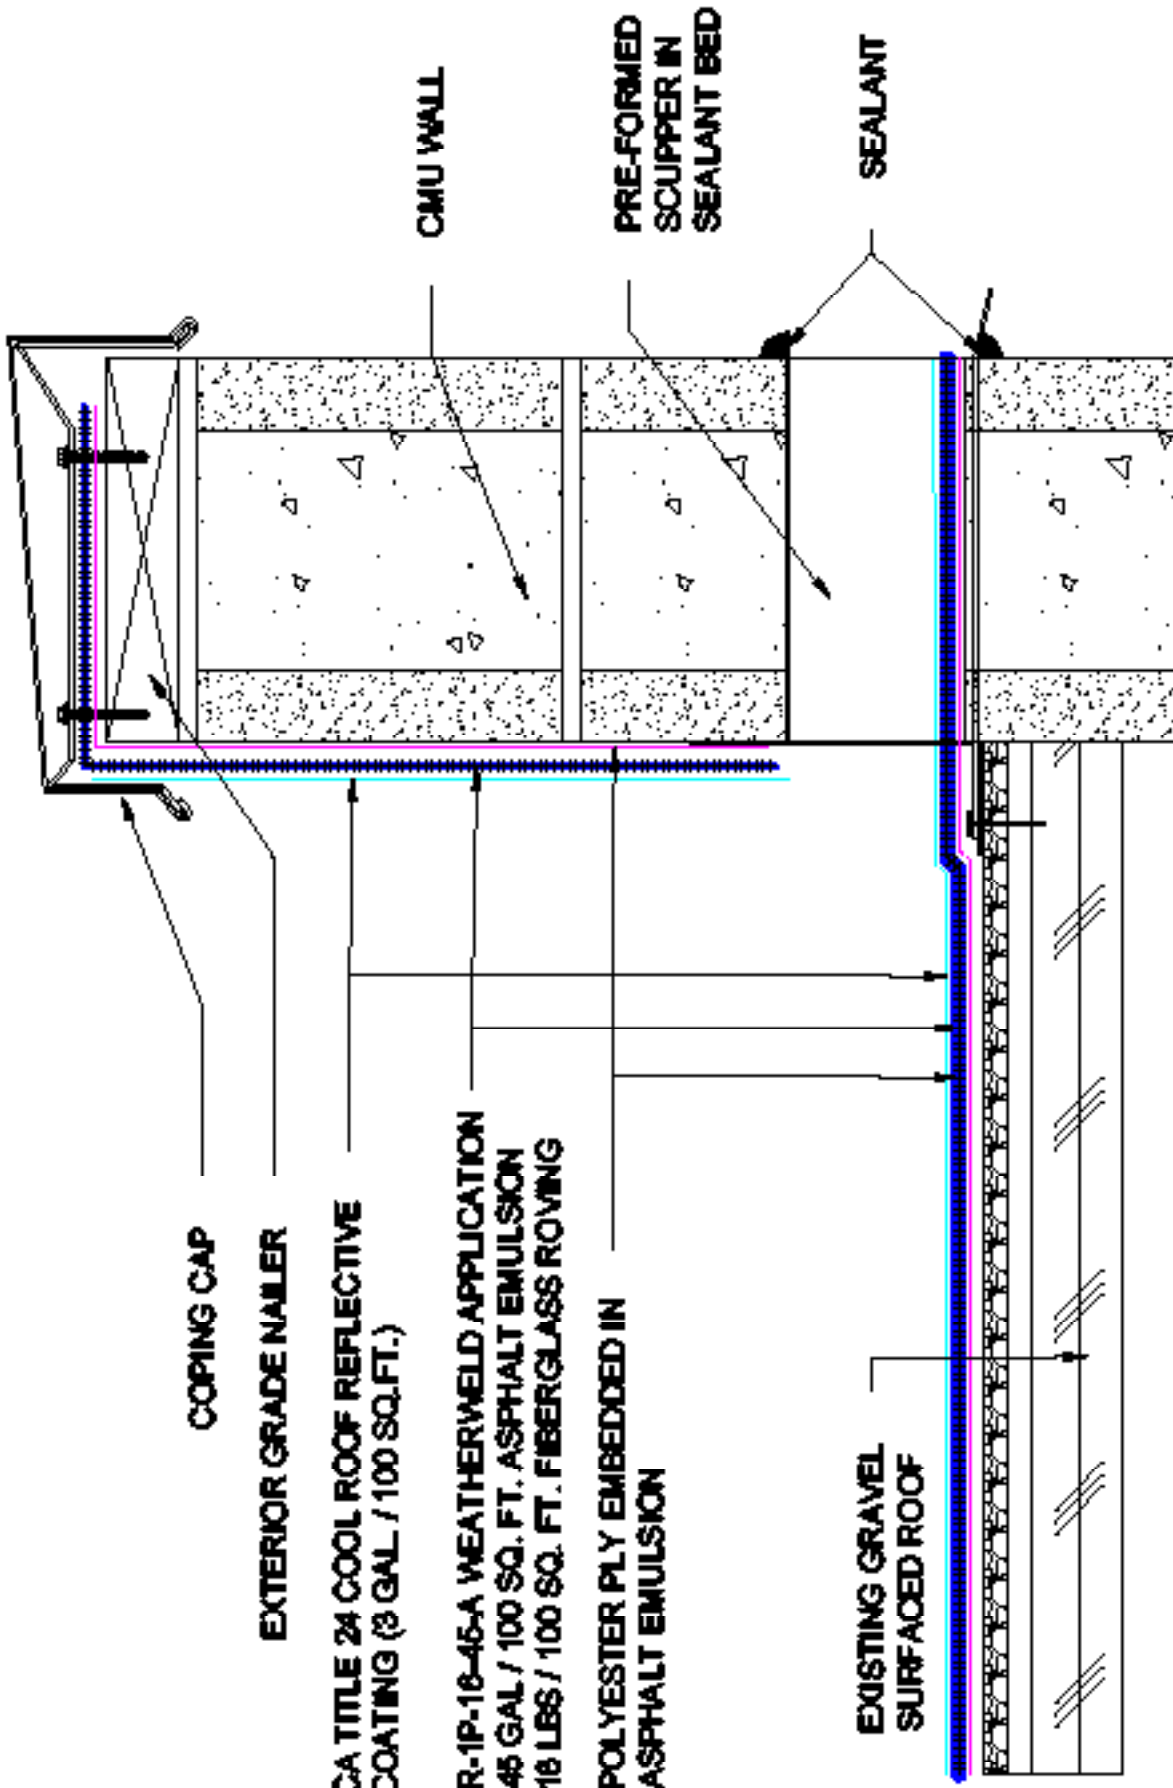 COPING CAP
EXTERIOR GRADE NAILER
CA TITLE 24 COOL ROOF REFLECTIVE
COATING (3 GAL / 100 SQ.FT.)
R-1P-16-45-A WEATHERWELD APPLICATION
45 GAL / 100 SQ. FT. ASPHALT EMULSION
16 LBS / 100 SQ. FT. FIBERGLASS ROVING
POLYESTER PLY EMBEDDED IN
ASPHALT EMULSION
EXISTING GRAVEL
SURFACED ROOF
CMU WALL
PRE-FORMED
SCUPPER IN
SEALANT BED
SEALANT